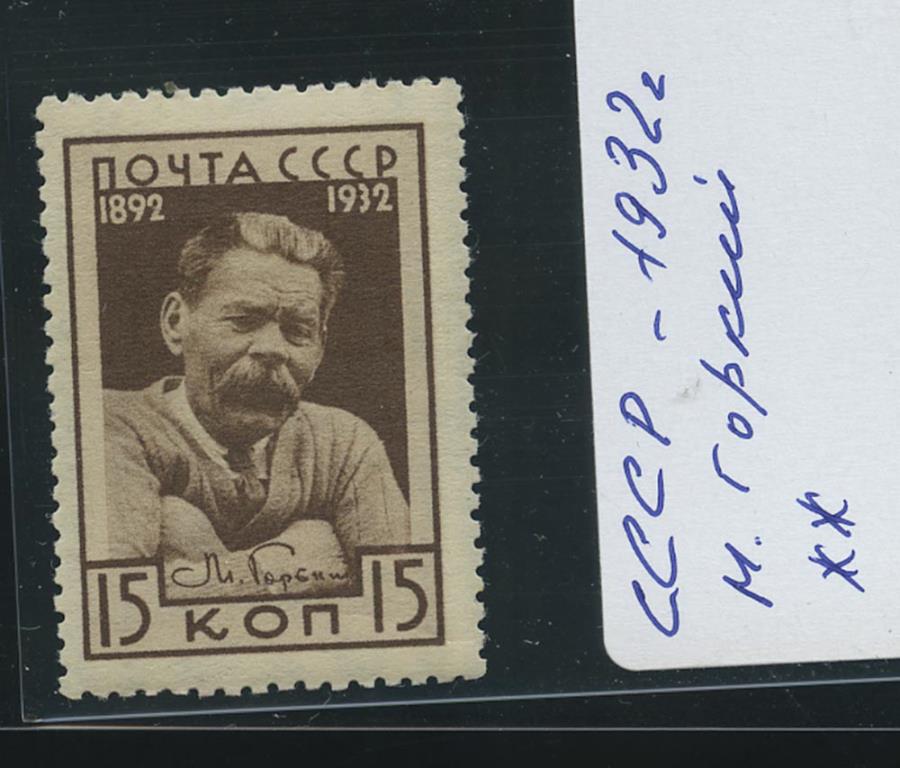 ПОЧТА СССР
1892 1932
М. Горький
15 КОП 15
СССР - 1932г
М. Горький
**